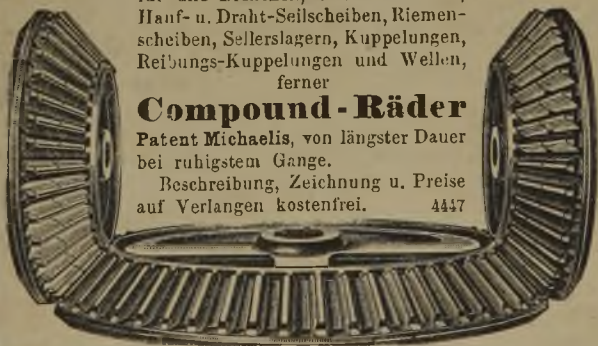 Hanf- u. Draht-Seilscheiben, Riemen-
scheiben, Sellerslagern, Kuppelungen,
Reibungs-Kuppelungen und Wellen,
ferner
Compound-Räder
Patent Michaelis, von längster Dauer
bei ruhigstem Gange.
Beschreibung, Zeichnung u. Preise
auf Verlangen kostenfrei. 4447